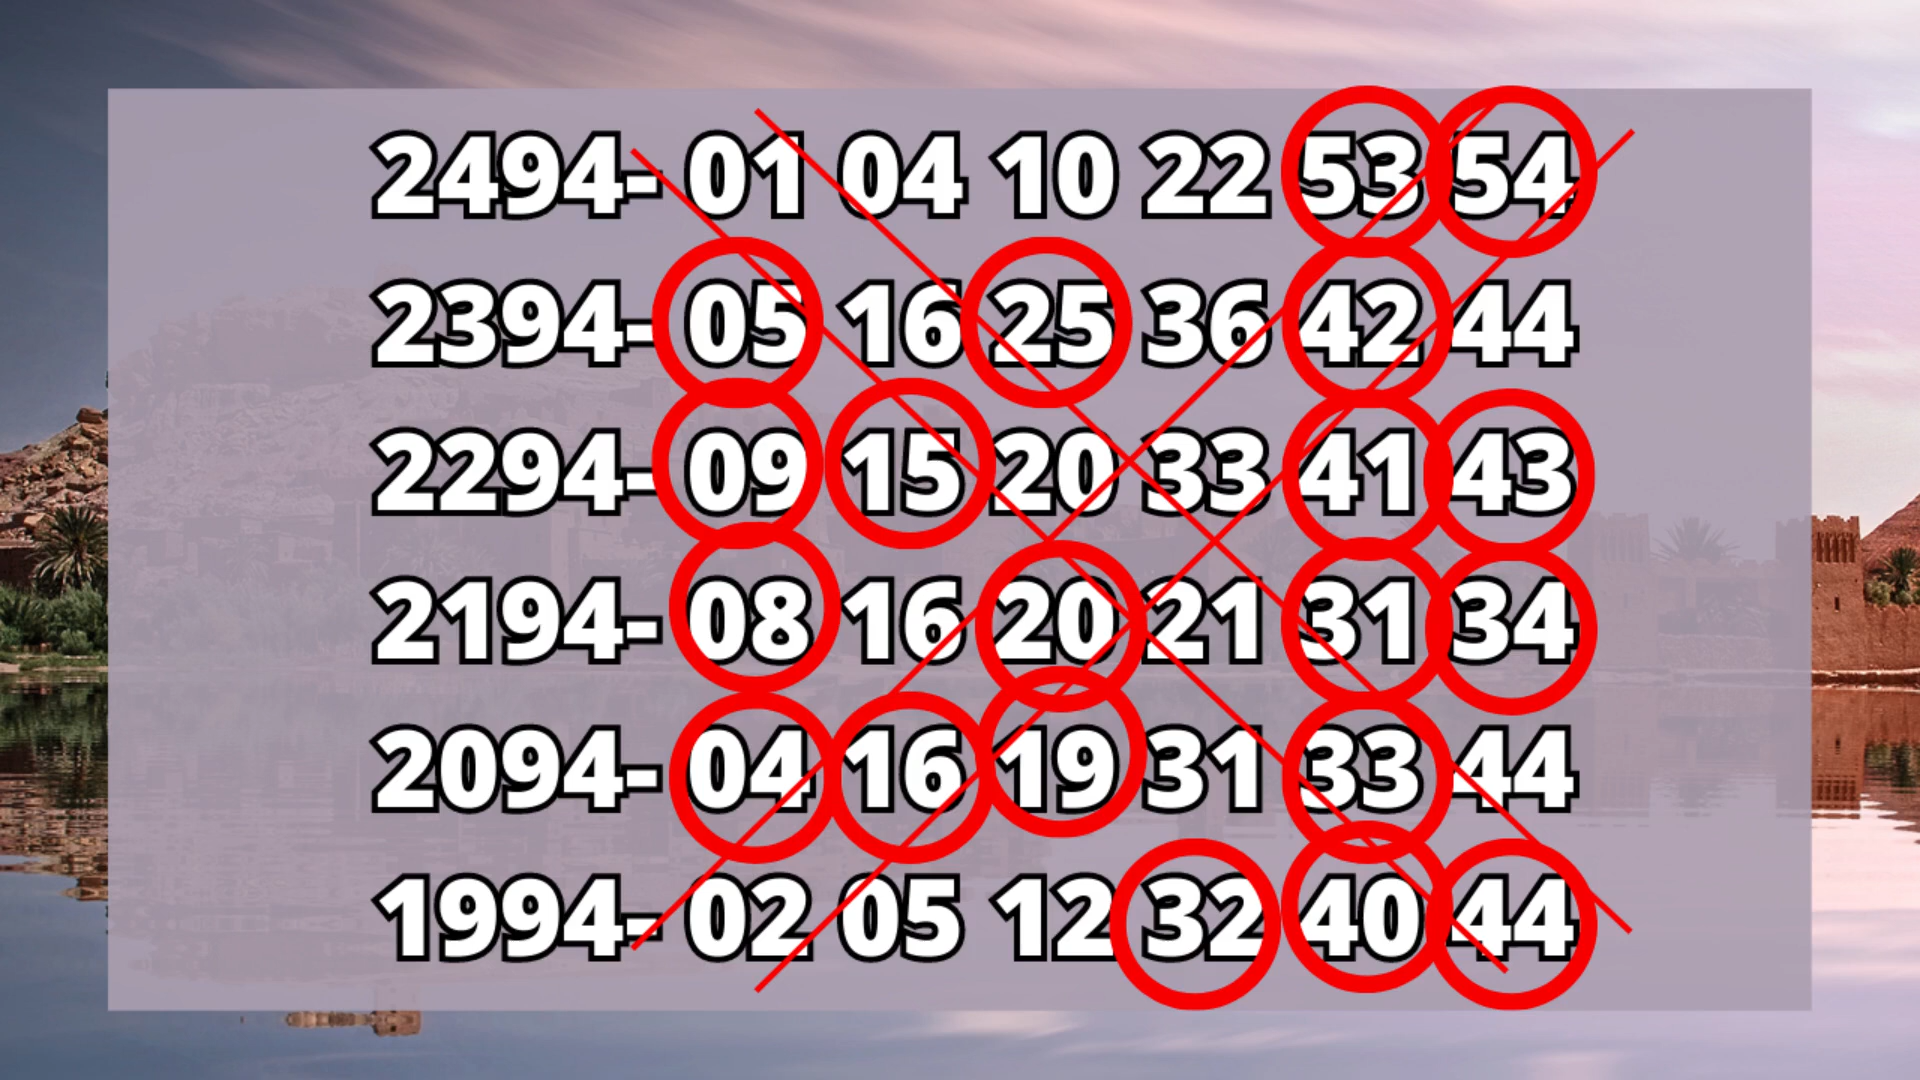 2494- 01 04 10 22 53 54
2394- 05 16 25 36 42 44
2294- 09 15 20 33 41 43
2194- 08 16 20 21 31 34
2094- 04 16 19 31 33 44
1994- 02 05 12 32 40 44